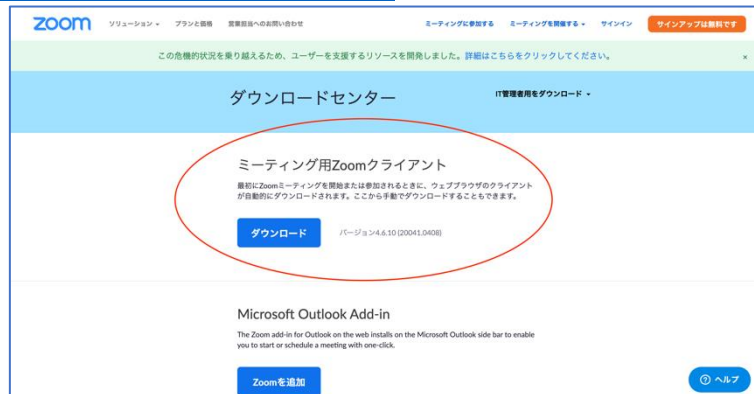 zoom ソリューション プランと価格 営業担当へのお問い合わせ ミーティングに参加する ミーティングを開催する サインイン サインアップは無料です
この危機的状況を乗り越えるため、ユーザーを支援するリソースを開発しました。詳細はこちらをクリックしてください。 ×
ダウンロードセンター IT管理者用をダウンロード
ミーティング用Zoomクライアント
最初にZoomミーティングを開始または参加されるときに、ウェブブラウザのクライアント
が自動的にダウンロードされます。ここから手動でダウンロードすることもできます。
ダウンロード バージョン4.6.10 (20041.0408)
Microsoft Outlook Add-in
The Zoom add-in for Outlook on the web installs on the Microsoft Outlook side bar to enable
you to start or schedule a meeting with one-click.
Zoomを追加
? ヘルプ